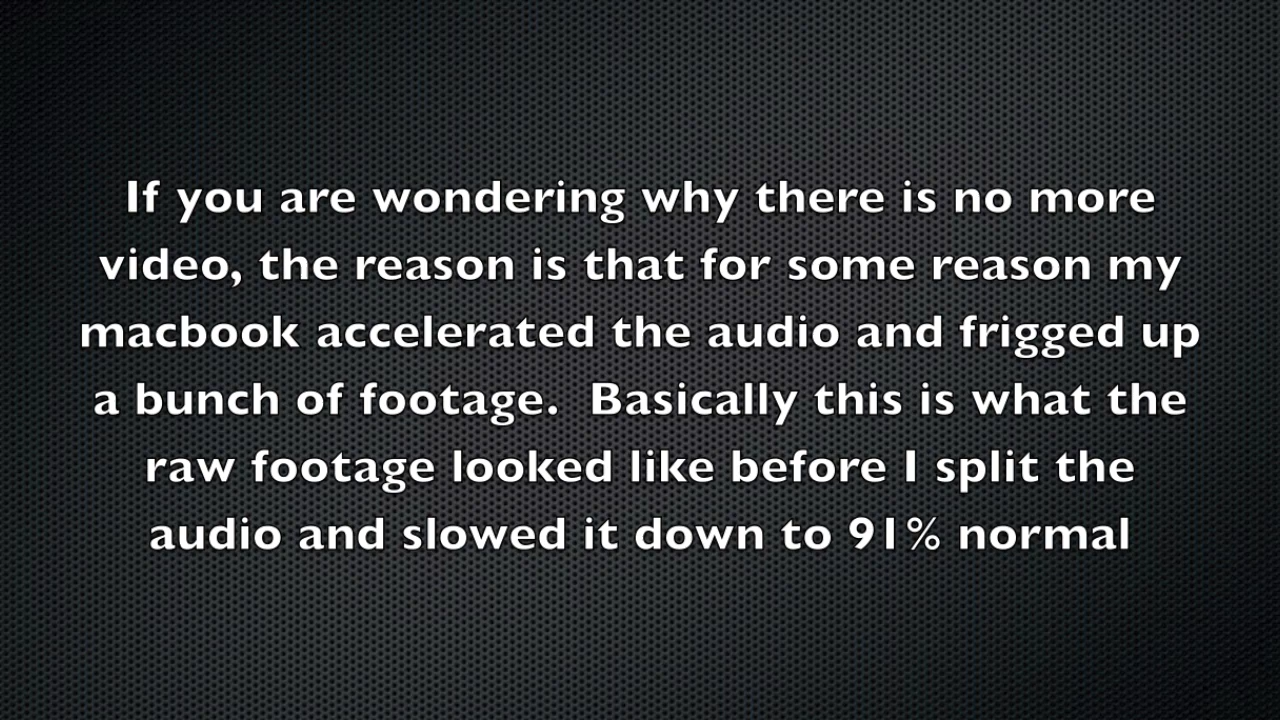 If you are wondering why there is no more
video, the reason is that for some reason my
macbook accelerated the audio and frigged up
a bunch of footage.  Basically this is what the
raw footage looked like before I split the
audio and slowed it down to 91% normal